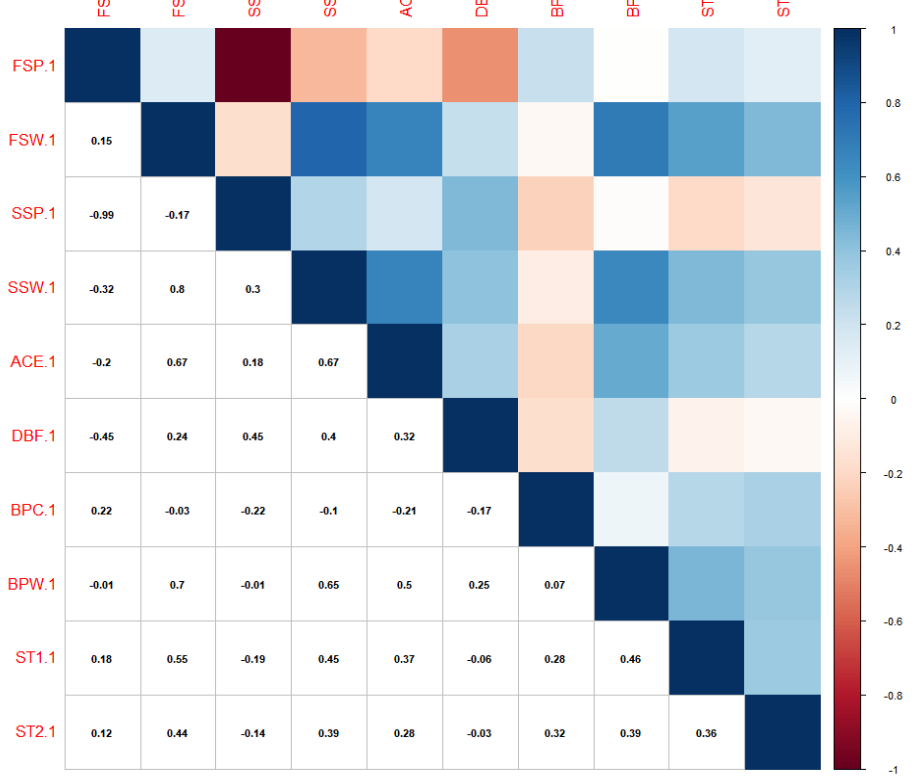 FS FS SS SS AC DE BF BF ST ST
1
FSP.1
0.8
FSW.1 0.15
0.6
SSP.1 -0.99 -0.17
0.4
SSW.1 -0.32 0.8 0.3
0.2
ACE.1 -0.2 0.67 0.18 0.67
0
DBF.1 -0.45 0.24 0.45 0.4 0.32
-0.2
BPC.1 0.22 -0.03 -0.22 -0.1 -0.21 -0.17
-0.4
BPW.1 -0.01 0.7 -0.01 0.65 0.5 0.25 0.07
-0.6
ST1.1 0.18 0.55 -0.19 0.45 0.37 -0.06 0.28 0.46
-0.8
ST2.1 0.12 0.44 -0.14 0.39 0.28 -0.03 0.32 0.39 0.36
-1